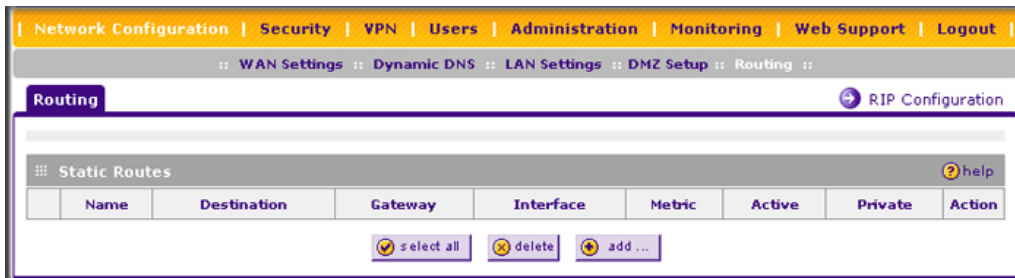 | Network Configuration | Security | VPN | Users | Administration | Monitoring | Web Support | Logout |
:: WAN Settings :: Dynamic DNS :: LAN Settings :: DMZ Setup :: Routing ::
Routing RIP Configuration
Static Routes help
Name Destination Gateway Interface Metric Active Private Action
select all delete add ...